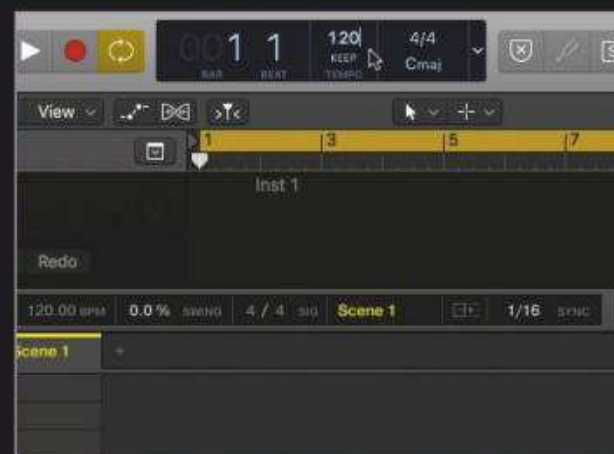 001 1 120 4/4
KEEP Cmaj
BAR BEAT TEMPO
View
1 3 5 7
Inst 1
Redo
120.00 BPM 0.0 % SWING 4 / 4 SIG Scene 1 1/16 SYNC
Scene 1 +